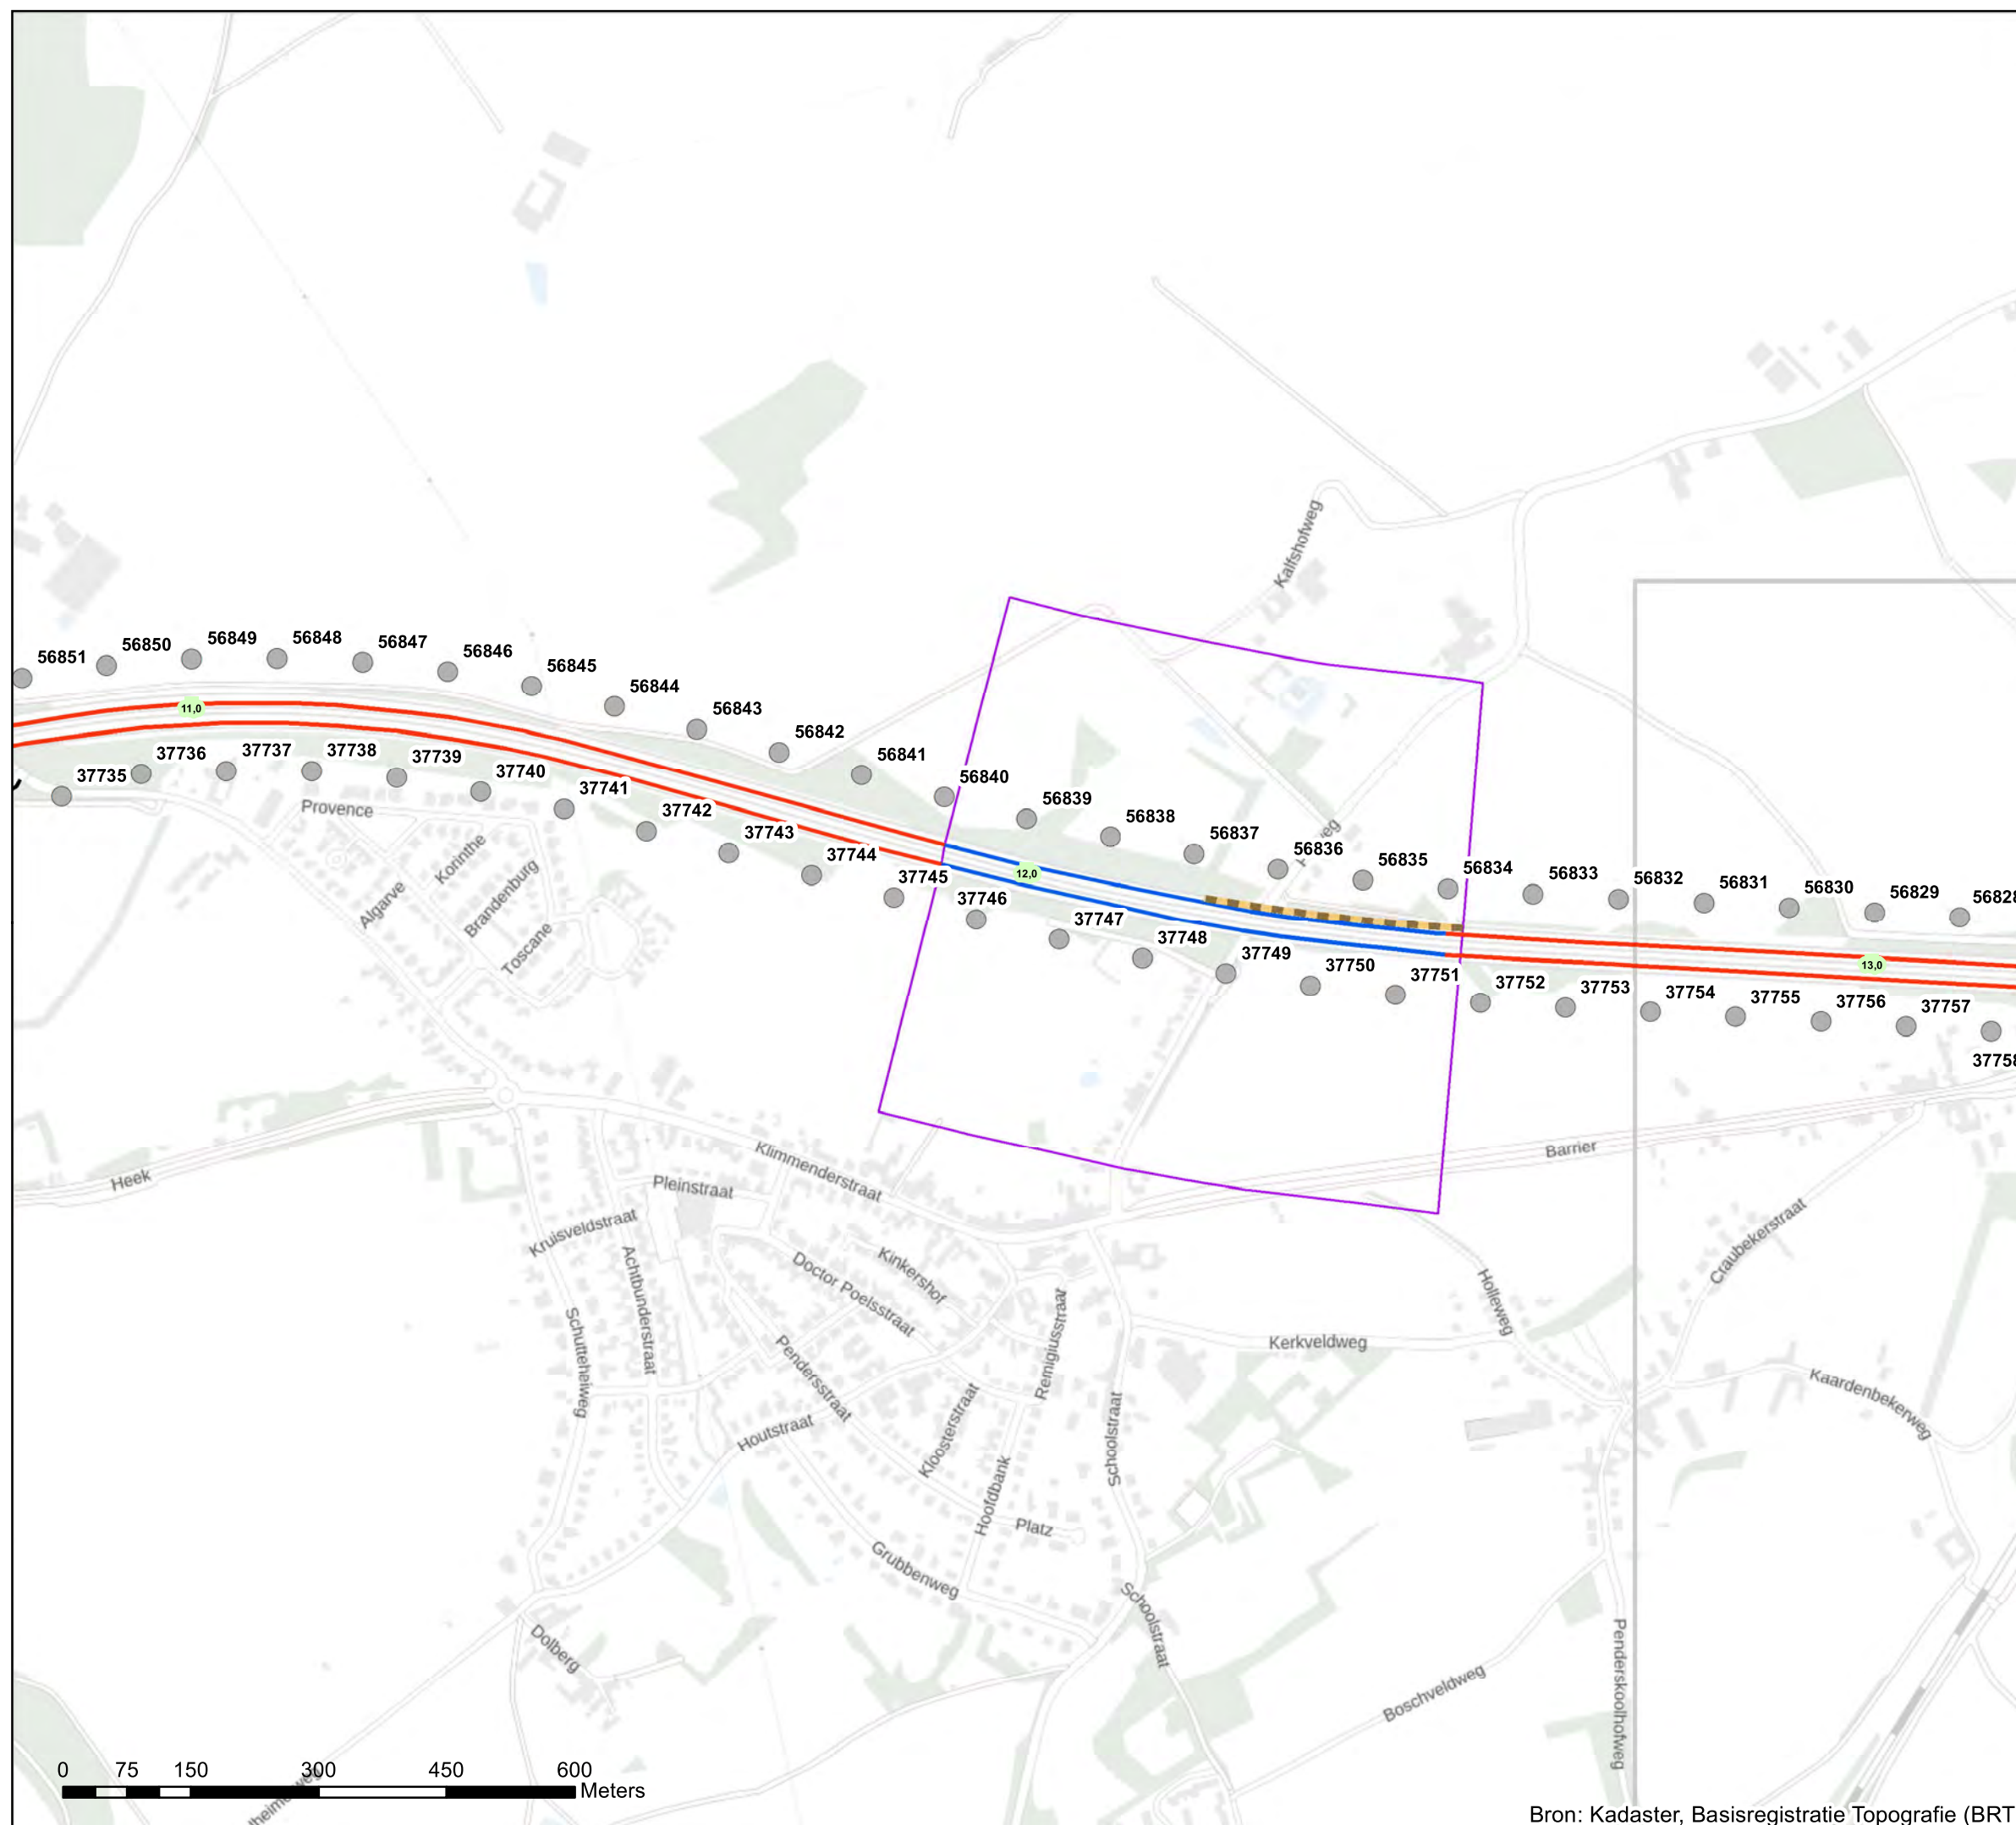 Kalfshofweg
56851
56850
56849
56848
56847
56846
56845
56844
56843
56842
56841
56840
56839
56838
56837
56836
56835
56834
56833
56832
56831
56830
56829
56828
11,0
12,0
13,0
37735
37736
37737
37738
37739
37740
37741
37742
37743
37744
37745
37746
37747
37748
37749
37750
37751
37752
37753
37754
37755
37756
37757
37758
Provence
Korinthe
Algarve
Brandenburg
Toscane
Heek
Klimmenderstraat
Barrier
Pleinstraat
Kruisveldstraat
Achtbunderstraat
Schutteheiweg
Kinkershof
Doctor Poelsstraat
Pendersstraat
Remigiusstraat
Houtstraat
Kloosterstraat
Hoofdbank
Schoolstraat
Platz
Grubbenweg
Schoolstraat
Dolberg
Kerkveldweg
Holleweg
Craubekerstraat
Kaardenbekerweg
Boschveldweg
Penderskoolhofweg
0 75 150 300 450 600
Meters
Bron: Kadaster, Basisregistratie Topografie (BRT